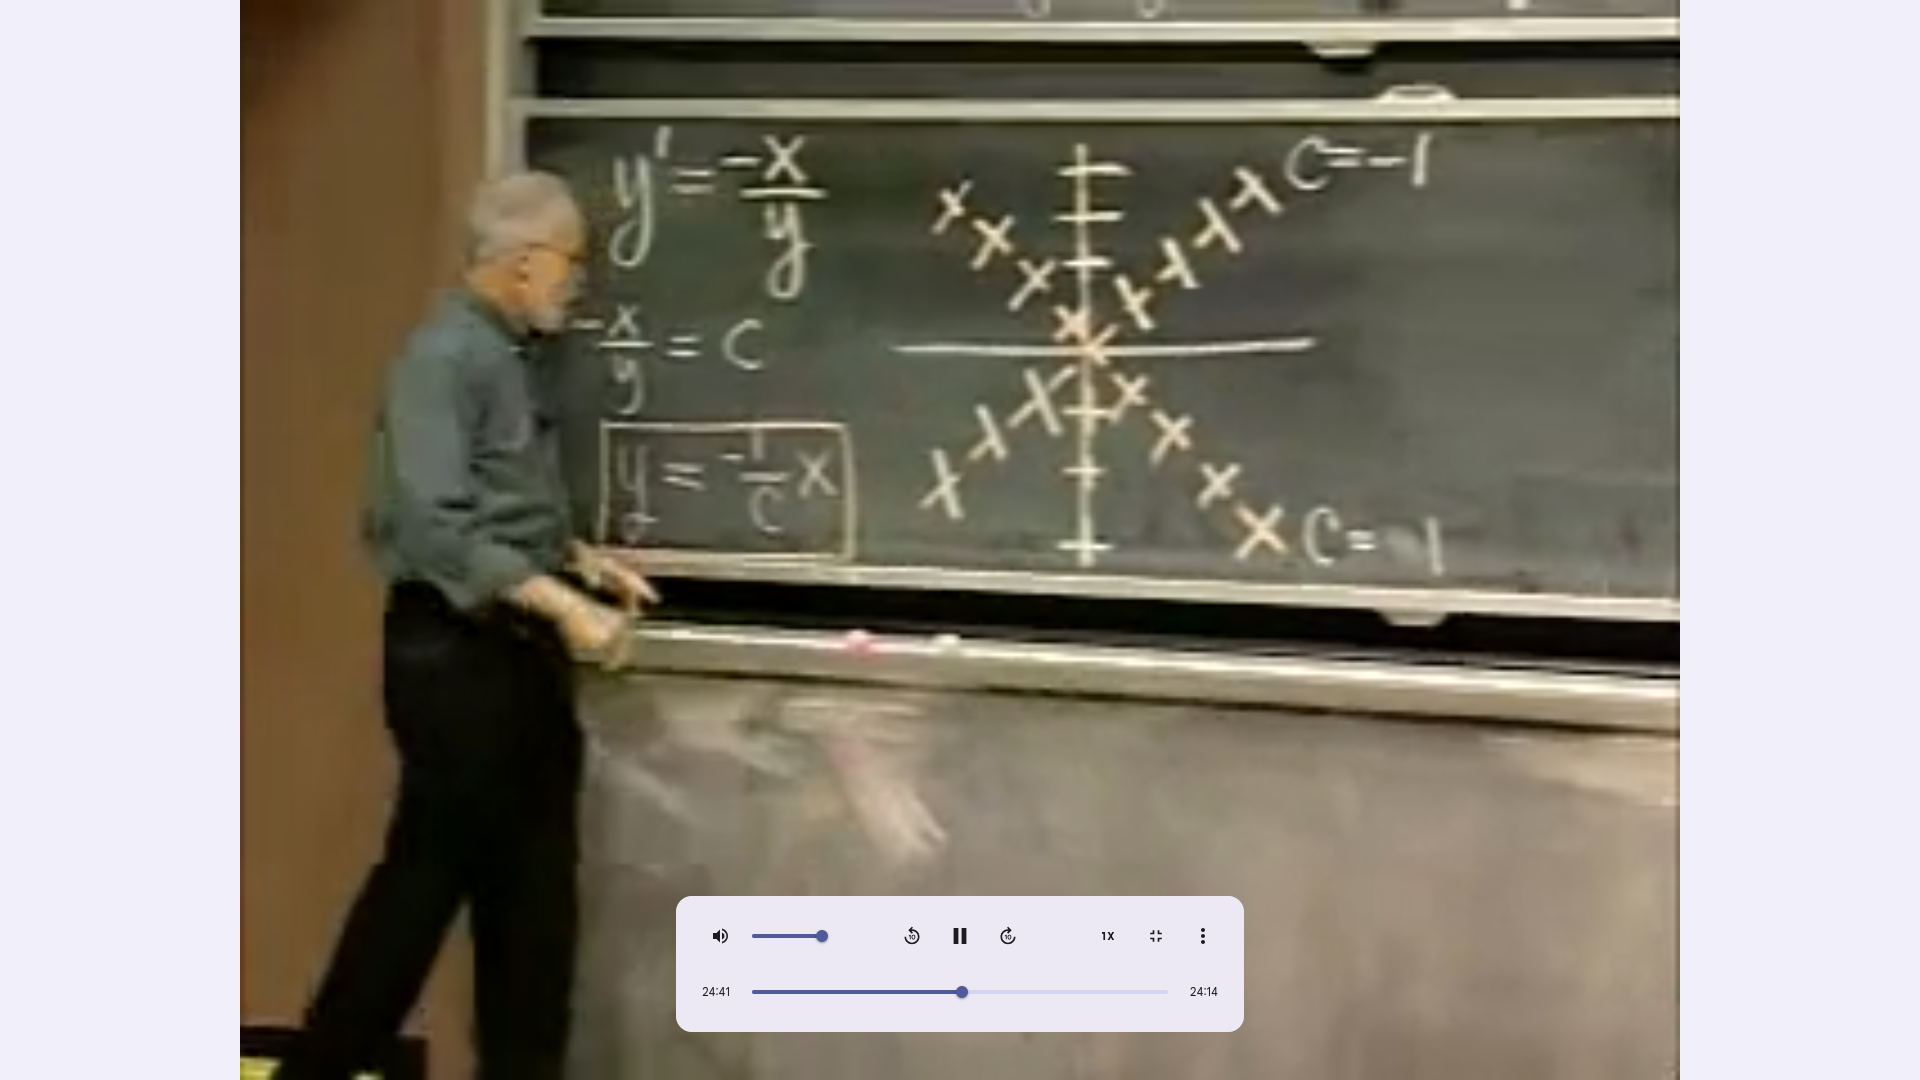 y' = -x/y
C=-1
-x/y = C
y = -1/C x
C= 1
1X
24:41
24:14